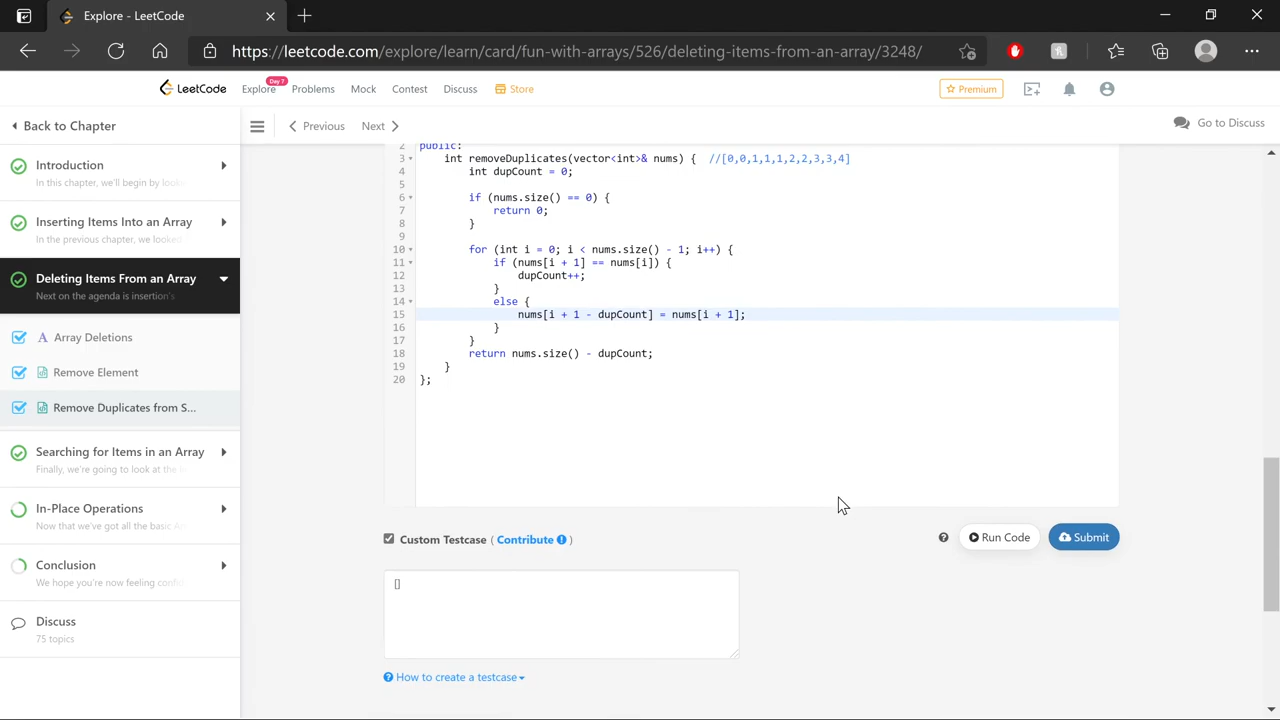 Explore - LeetCode
https://leetcode.com/explore/learn/card/fun-with-arrays/526/deleting-items-from-an-array/3248/
LeetCode
Explore
Day 7
Problems
Mock
Contest
Discuss
Store
Premium
Back to Chapter
Previous
Next
Go to Discuss
Introduction
In this chapter, we'll begin by look
Inserting Items Into an Array
In the previous chapter, we looked
Deleting Items From an Array
Next on the agenda is insertion's
A Array Deletions
Remove Element
Remove Duplicates from S...
Searching for Items in an Array
Finally, we're going to look at the
In-Place Operations
Now that we've got all the basic
Conclusion
We hope you're now feeling
Discuss
75 topics
2 public:
3 int removeDuplicates(vector<int>& nums) { //[0,0,1,1,1,2,2,3,3,4]
4 int dupCount = 0;
5
6 if (nums.size() == 0) {
7 return 0;
8 }
9
10 for (int i = 0; i < nums.size() - 1; i++) {
11 if (nums[i + 1] == nums[i]) {
12 dupCount++;
13 }
14 else {
15 nums[i + 1 - dupCount] = nums[i + 1];
16 }
17 }
18 return nums.size() - dupCount;
19 }
20 };
Custom Testcase ( Contribute )
Run Code
Submit
[]
How to create a testcase